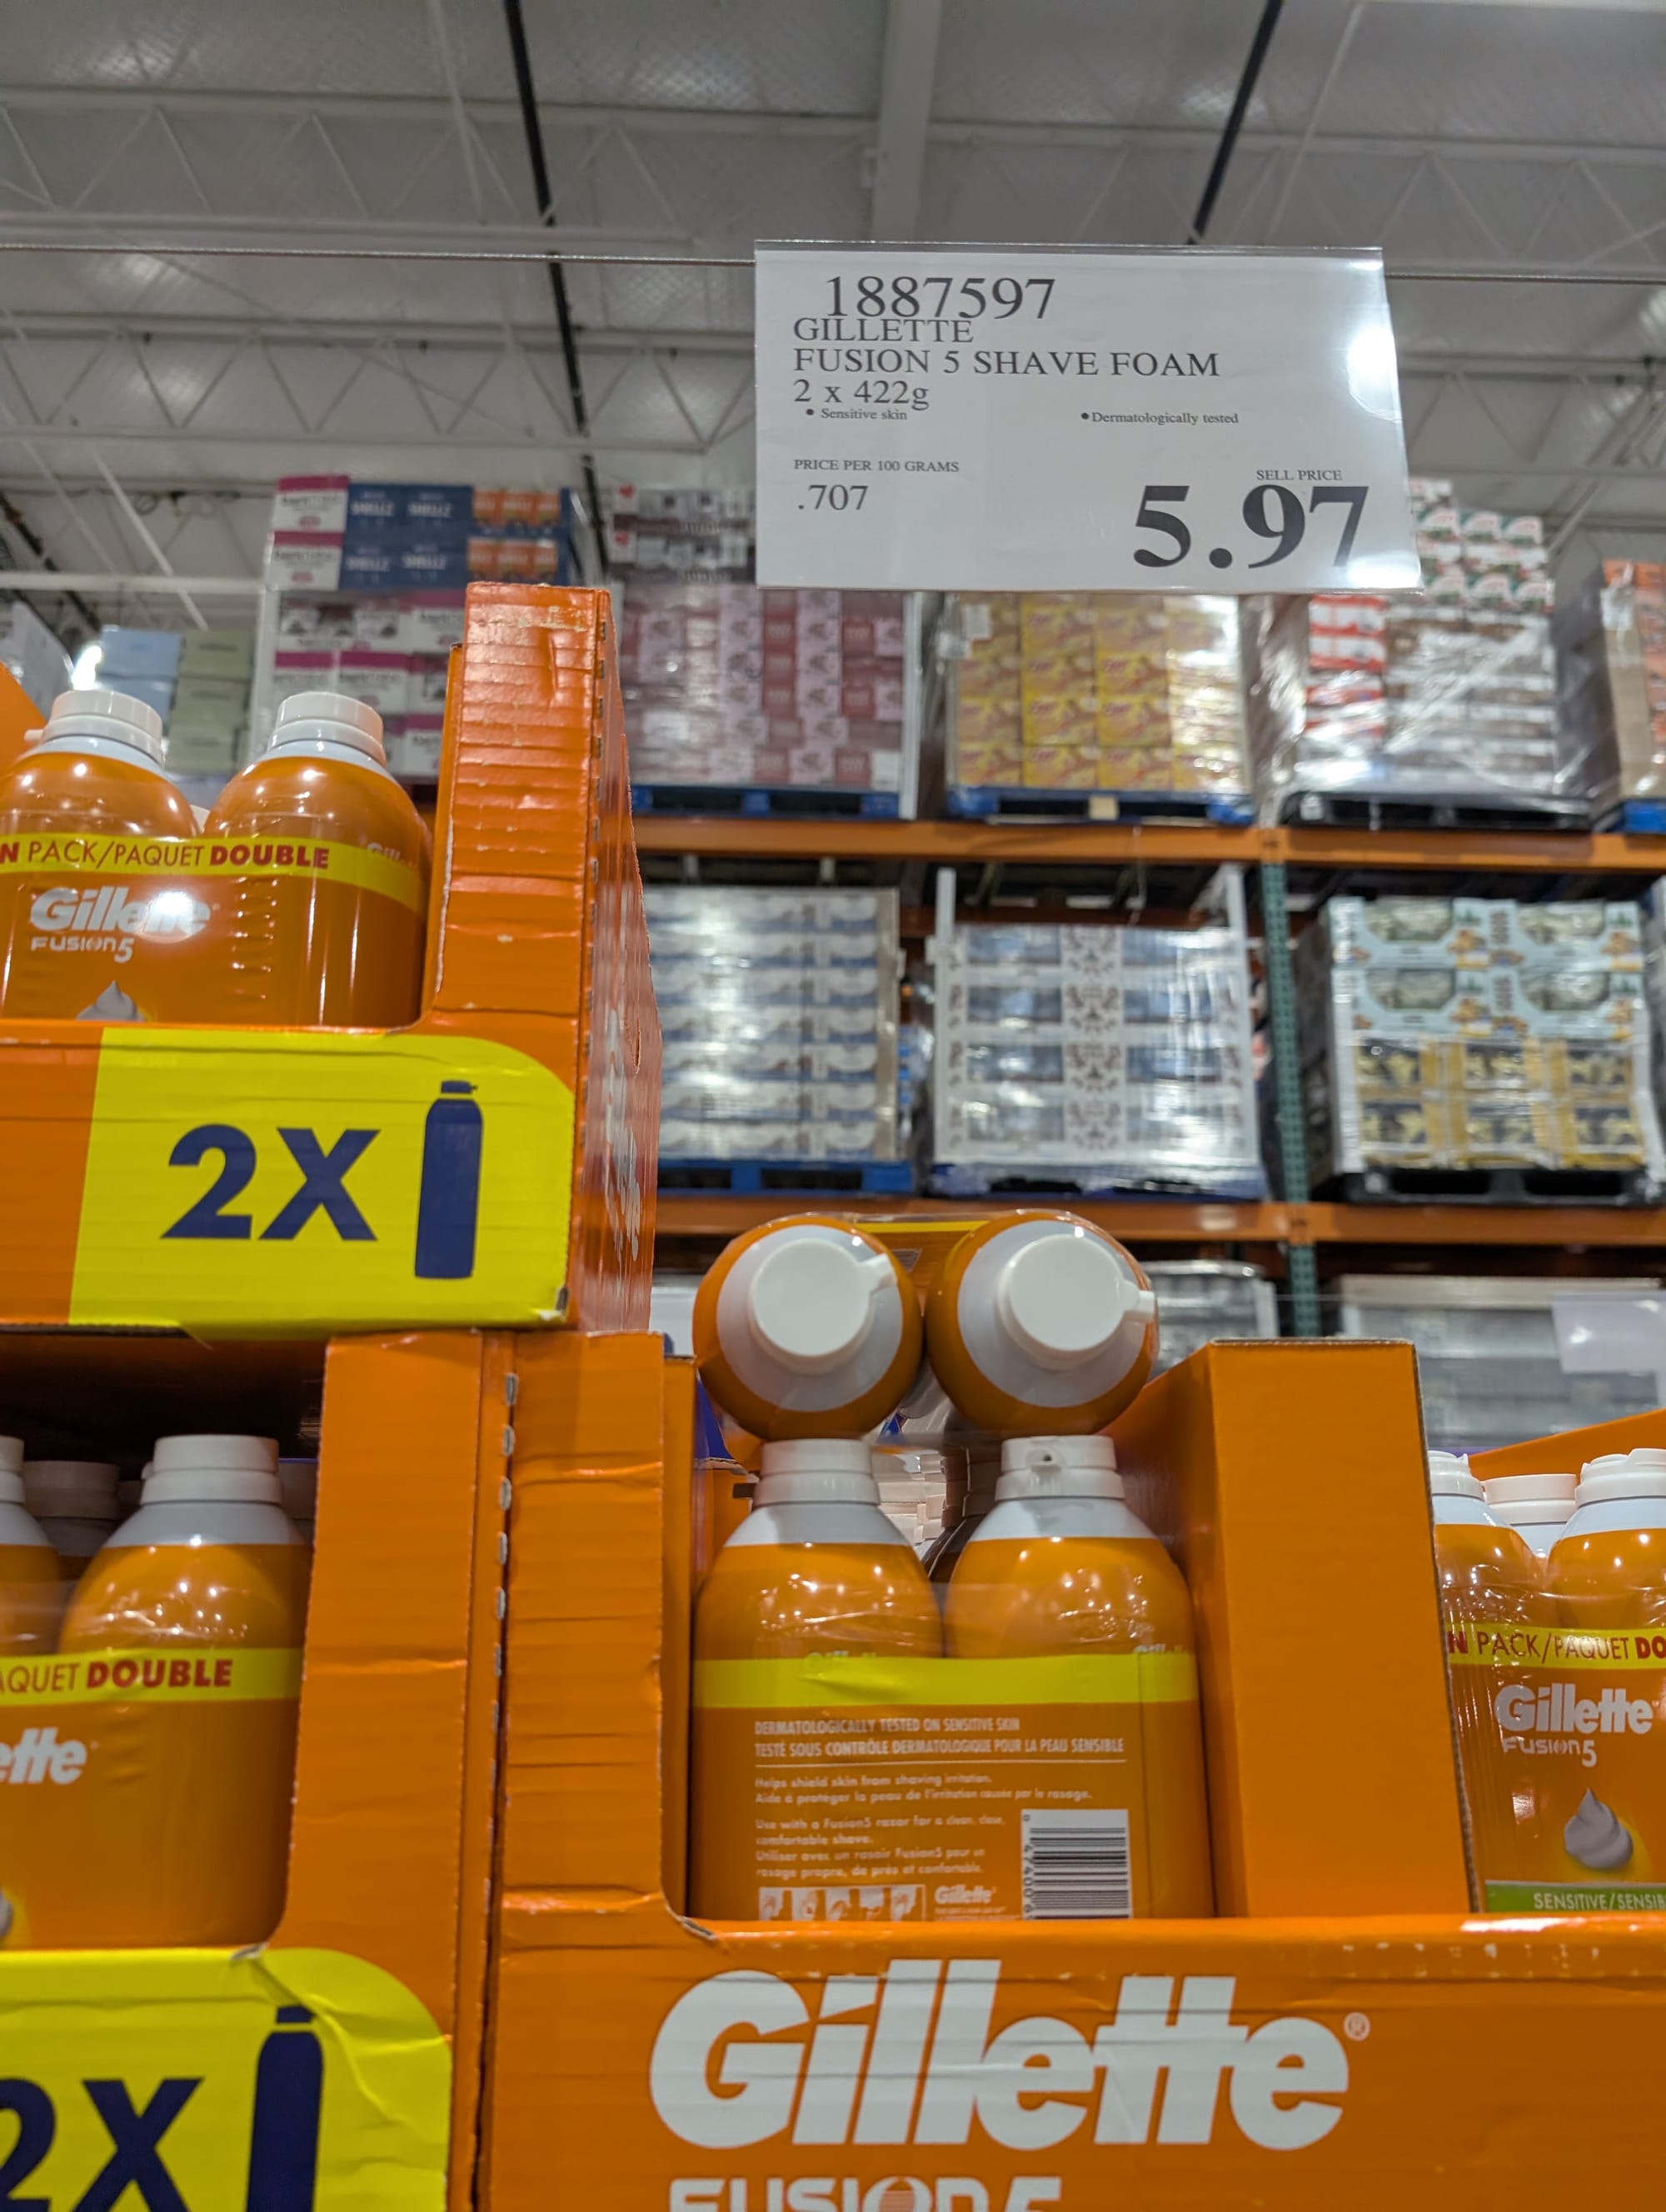 1887597
GILLETTE
FUSION 5 SHAVE FOAM
2 x 422g
• Sensitive skin
• Dermatologically tested
PRICE PER 100 GRAMS
.707
SELL PRICE
5.97
N PACK/PAQUET DOUBLE
Gillette
FUSION5
2X
AQUET DOUBLE
ette
DERMATOLOGICALLY TESTED ON SENSITIVE SKIN
TESTÉ SOUS CONTRÔLE DERMATOLOGIQUE POUR LA PEAU SENSIBLE
Helps shield skin from shaving irritation.
Aide à protéger la peau de l'irritation causée par le rasage.
Use with a Fusion5 razor for a clean, close,
comfortable shave.
Utiliser avec un rasoir Fusion5 pour un
rasage propre, de près et confortable.
Gillette
N PACK/PAQUET DO
Gillette
FUSION5
SENSITIVE/SENSIB
2X
Gillette®
FUSION5